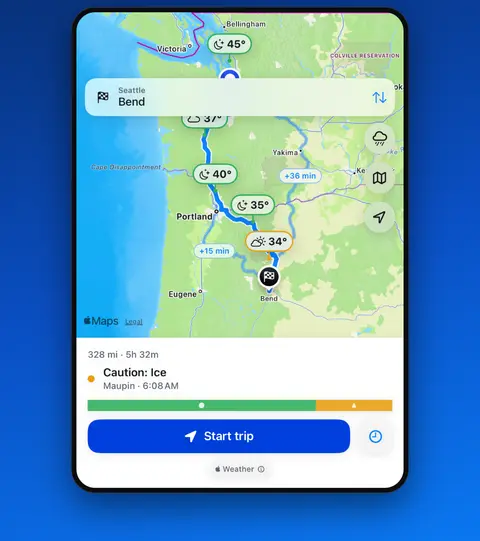 Bellingham
Victoria
45°
COLVILLE RESERVATION
Seattle
Bend
37°
Yakima
Cape Disappointment
40°
+36 min
35°
Portland
34°
+15 min
Eugene
Bend
Maps
Legal
328 mi · 5h 32m
Caution: Ice
Maupin · 6:08 AM
Start trip
Weather